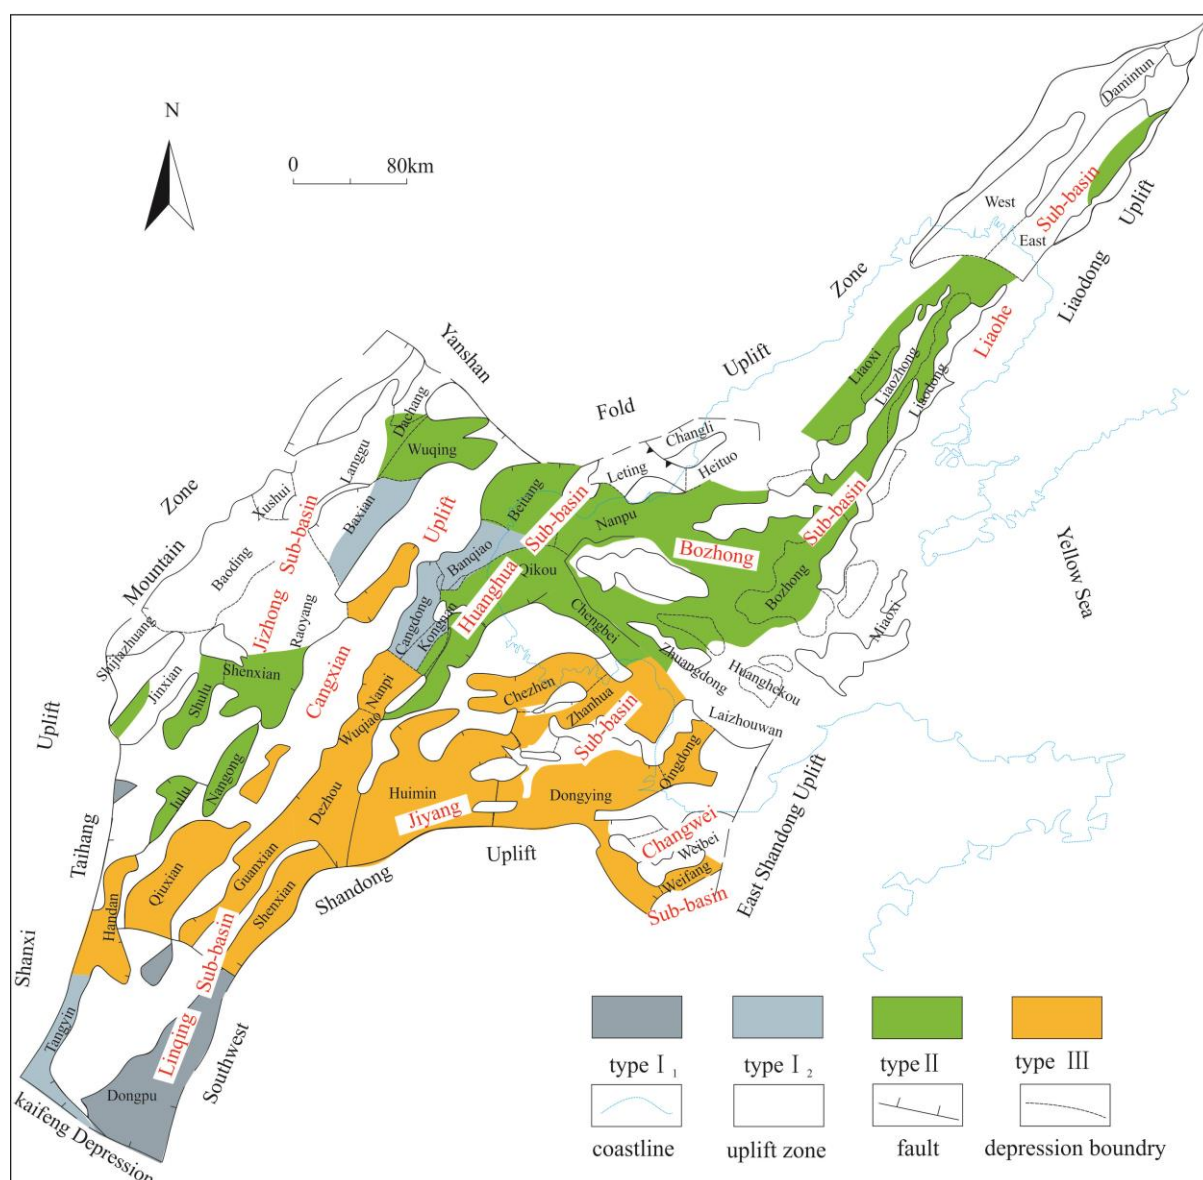 N
0 80km
Damintun
West
Sub-basin
East
Uplift
Liaodong
Zone
Liaohe
Yanshan
Uplift
Fold
Liaoxi
Liaozhong
Liaodong
Dachang
Wuqing
Langgu
Changli
Leting
Heituo
Zone
Xushui
Baxian
Uplift
Beitang
Sub-basin
Nanpu
Sub-basin
Mountain
Baoding
Sub-basin
Banqiao
Qikou
Bozhong
Yellow Sea
Huanghua
Bozhong
Jizhong
Raoyang
Cangdong
Kongnan
Chengbei
Miaoxi
Shijiazhuang
Jinxian
Shenxian
Shulu
Cangxian
Nanpi
Chezhen
Zhanhua
Zhuangdong
Huanghekou
Uplift
Wuqiao
Sub-basin
Laizhouwan
Qingdong
Julu
Nangong
Dezhou
Huimin
Jiyang
Dongying
Taihang
Uplift
Changwei
Weibei
Weifang
Sub-basin
East Shandong Uplift
Qiuxian
Guanxian
Shenxian
Shandong
Handan
Shanxi
Sub-basin
Tangyin
Linqing
Southwest
Dongpu
kaifeng Depression
type Ⅰ1
type Ⅰ2
type Ⅱ
type Ⅲ
coastline
uplift zone
fault
depression boundry